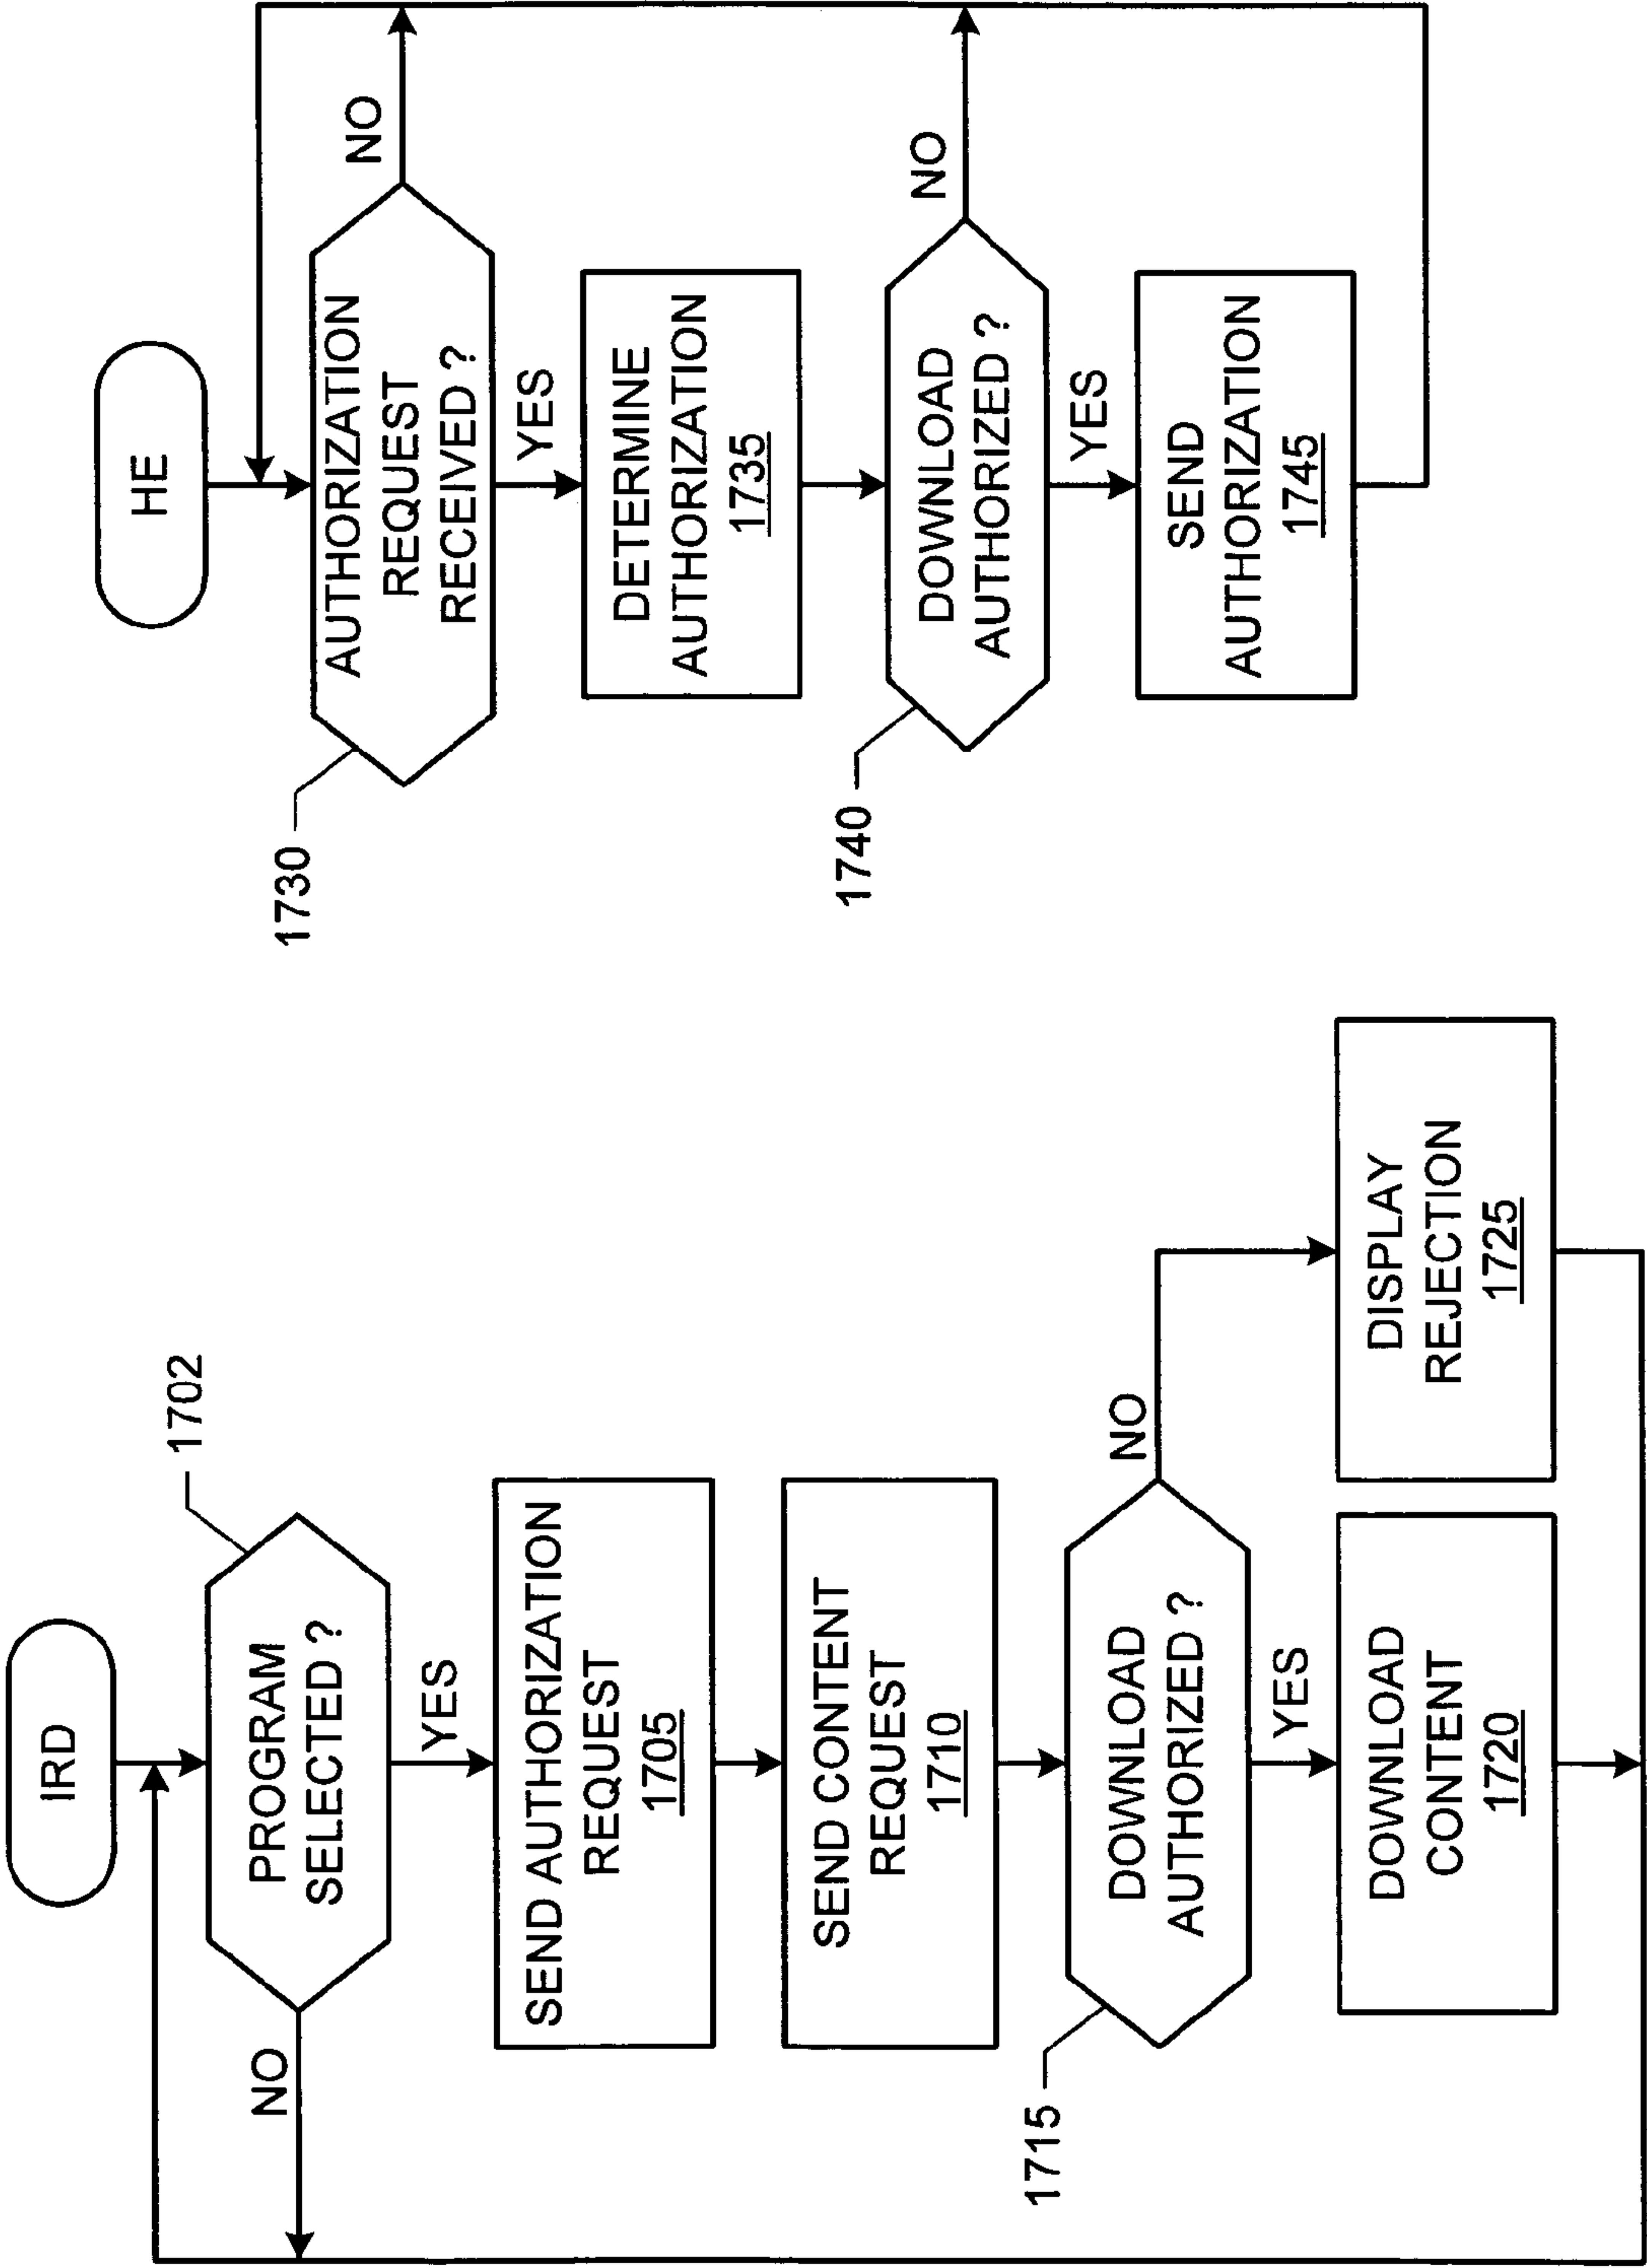 IRD
1702
PROGRAM
SELECTED ?
NO
YES
SEND AUTHORIZATION
REQUEST
1705
SEND CONTENT
REQUEST
1710
1715
DOWNLOAD
AUTHORIZED ?
NO
YES
DOWNLOAD
CONTENT
1720
DISPLAY
REJECTION
1725
HE
1730
AUTHORIZATION
REQUEST
RECEIVED ?
NO
YES
DETERMINE
AUTHORIZATION
1735
1740
DOWNLOAD
AUTHORIZED ?
NO
YES
SEND
AUTHORIZATION
1745